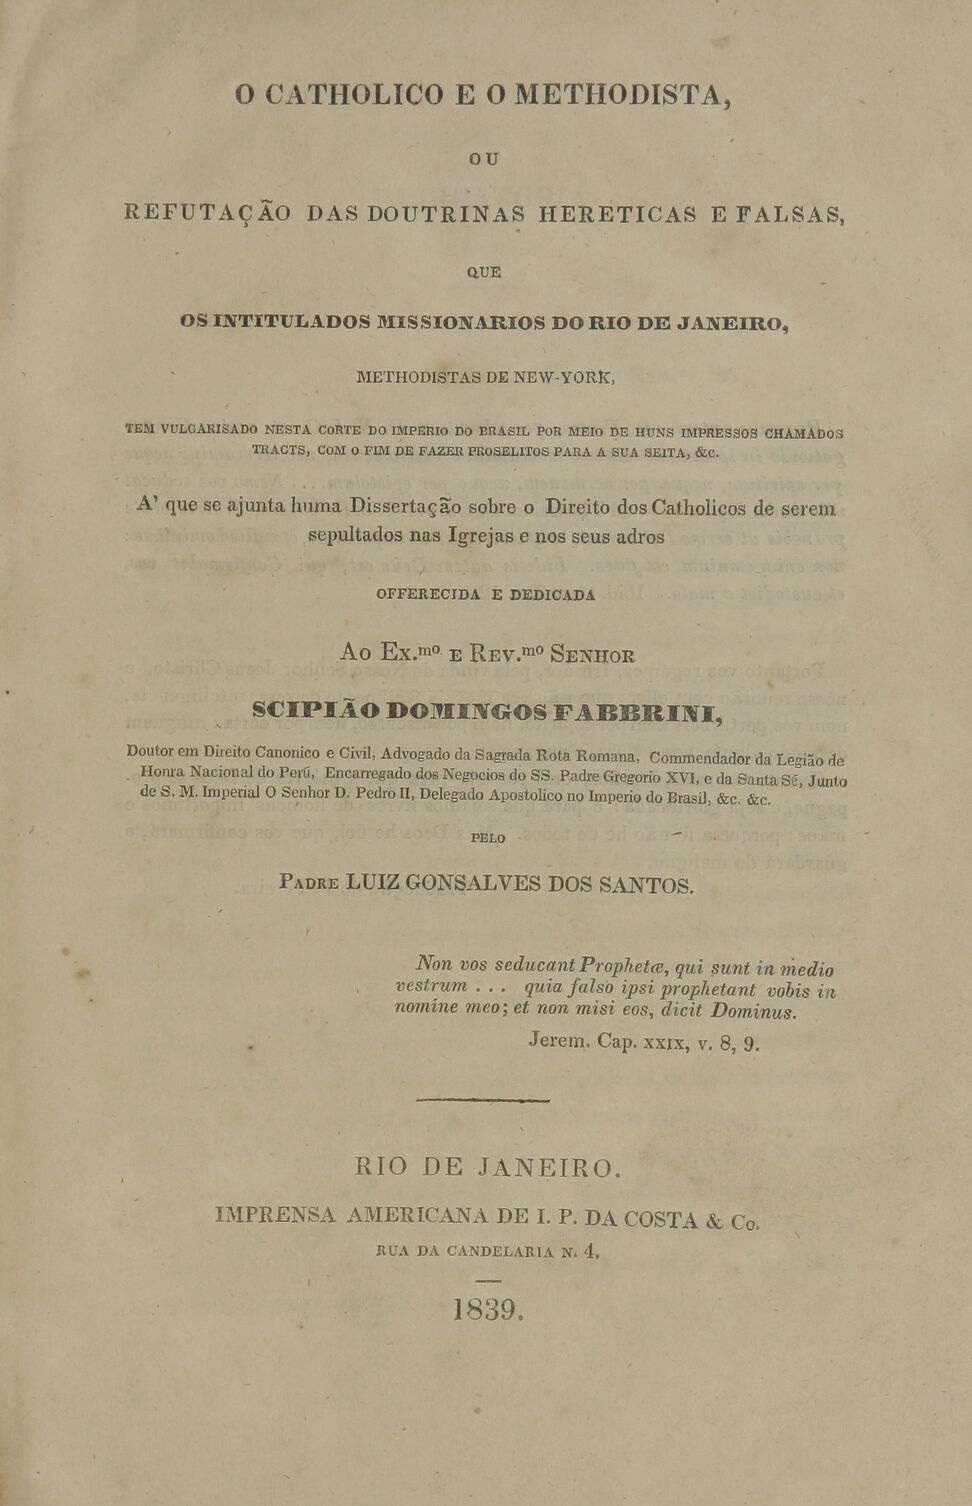 O CATHOLICO E O METHODISTA,
OU
REFUTAÇÃO DAS DOUTRINAS HERETICAS E FALSAS,
QUE
OS INTITULADOS MISSIONARIOS DO RIO DE JANEIRO,
METHODISTAS DE NEW-YORK,
TEM VULGARISADO NESTA CORTE DO IMPERIO DO BRASIL POR MEIO DE HUNS IMPRESSOS CHAMADOS
TRACTS, COM O FIM DE FAZER PROSELITOS PARA A SUA SEITA, &c.
A' que se ajunta huma Dissertação sobre o Direito dos Catholicos de serem
sepultados nas Igrejas e nos seus adros
OFFERECIDA E DEDICADA
Ao Ex.mo e Rev.mo Senhor
SCIPIÃO DOMINGOS FABBRINI,
Doutor em Direito Canonico e Civil, Advogado da Sagrada Rota Romana, Commendador da Legião de
Honra Nacional do Perú, Encarregado dos Negocios do SS. Padre Gregorio XVI, e da Santa Sé, Junto
de S. M. Imperial O Senhor D. Pedro II, Delegado Apostolico no Imperio do Brasil, &c. &c.
PELO
Padre LUIZ GONSALVES DOS SANTOS.
Non vos seducant Prophetæ, qui sunt in medio
vestrum . . . quia falsò ipsi prophetant vobis in
nomine meo; et non misi eos, dicit Dominus.
Jerem. Cap. xxix, v. 8, 9.
RIO DE JANEIRO.
IMPRENSA AMERICANA DE I. P. DA COSTA & Co.
RUA DA CANDELARIA N. 4.
1839.